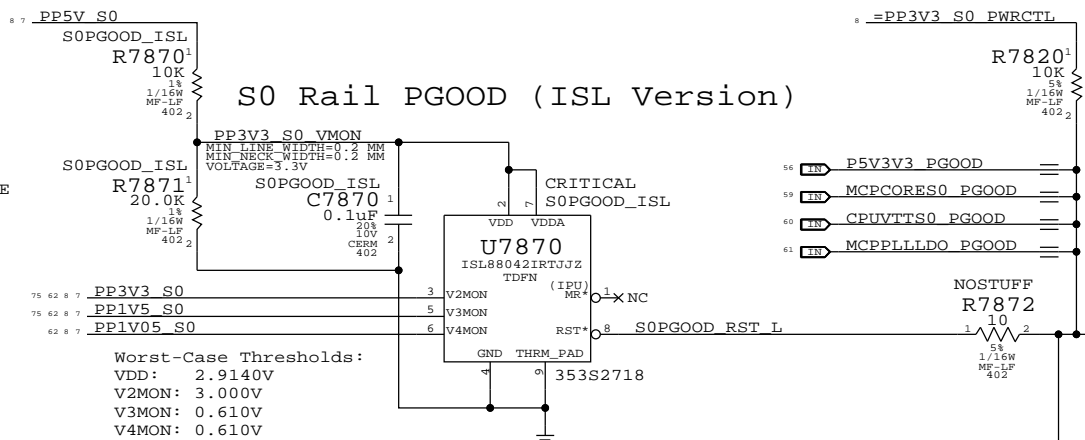 8 7 PP5V_S0
8 =PP3V3_S0_PWRCTL
S0PGOOD_ISL
R7870 1
10K
1%
1/16W
MF-LF
402 2
R7820 1
10K
5%
1/16W
MF-LF
402 2
S0 Rail PGOOD (ISL Version)
PP3V3_S0_VMON
MIN_LINE_WIDTH=0.2 MM
MIN_NECK_WIDTH=0.2 MM
VOLTAGE=3.3V
E
S0PGOOD_ISL
R7871 1
20.0K
1%
1/16W
MF-LF
402 2
S0PGOOD_ISL
C7870 1
0.1uF
20%
10V
CERM
402
2
CRITICAL
S0PGOOD_ISL
2 7
VDD VDDA
U7870
ISL88042IRTJJZ
TDFN
(IPU)
MR* 1 NC
56 IN P5V3V3_PGOOD
59 IN MCPCORES0_PGOOD
60 IN CPUVTTS0_PGOOD
61 IN MCPPLLLDO_PGOOD
75 62 8 7 PP3V3_S0 3 V2MON
75 62 8 7 PP1V5_S0 5 V3MON
62 8 7 PP1V05_S0 6 V4MON
RST* 8 S0PGOOD_RST_L
NOSTUFF
R7872
1 10 2
5%
1/16W
MF-LF
402
GND THRM_PAD
4 9
353S2718
Worst-Case Thresholds:
VDD: 2.9140V
V2MON: 3.000V
V3MON: 0.610V
V4MON: 0.610V